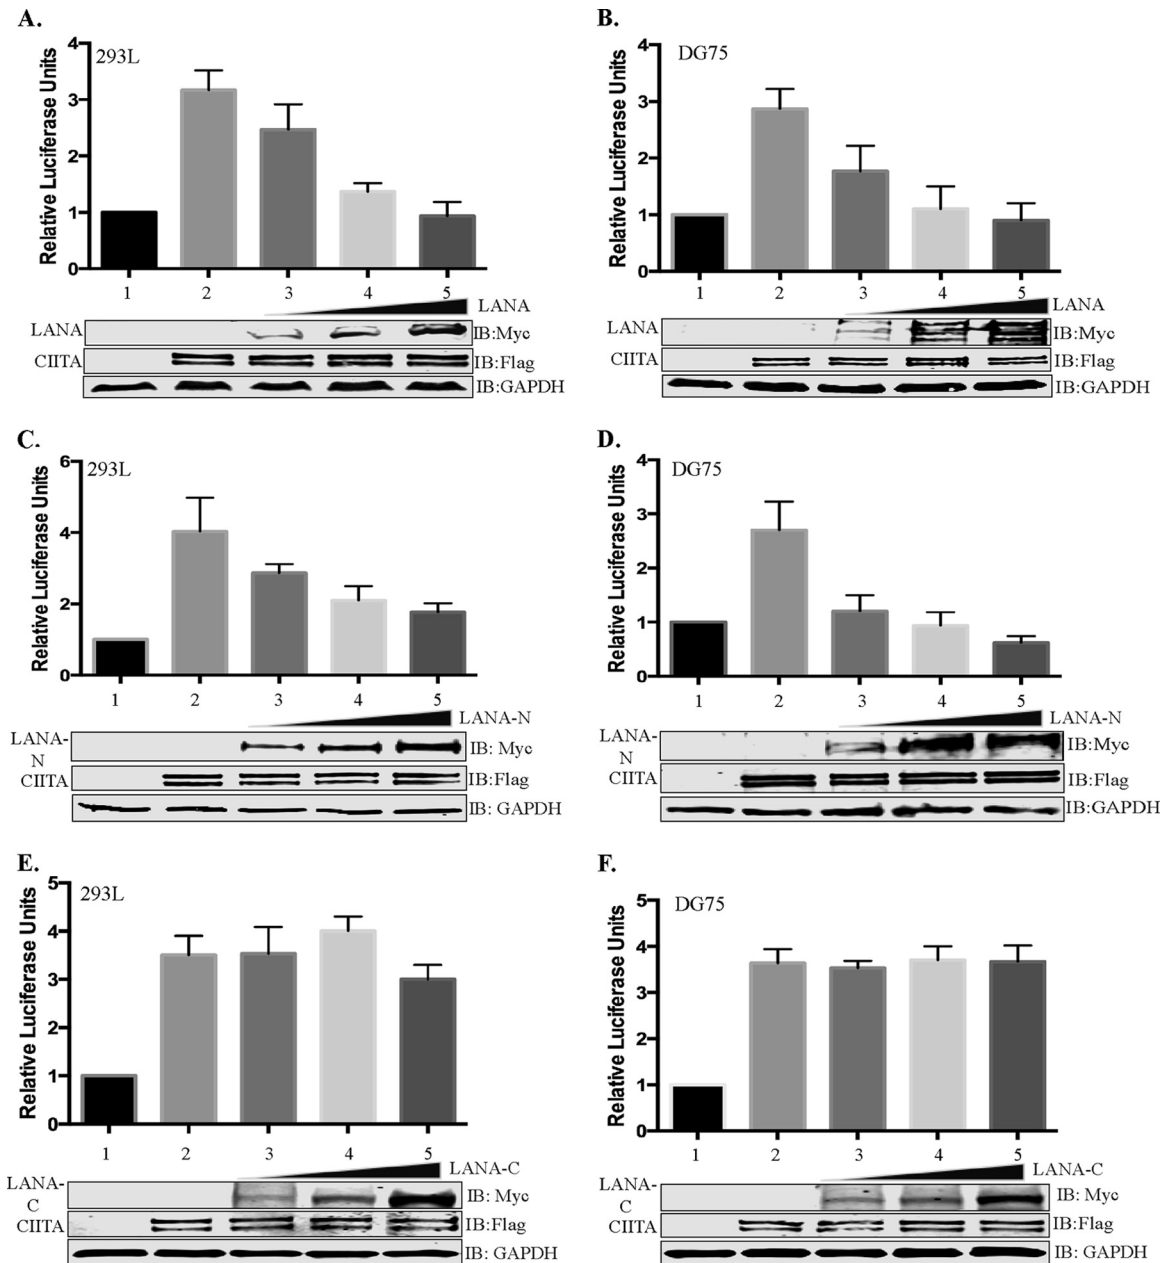 A.
293L
Relative Luciferase Units
4
3
2
1
0
1 2 3 4 5
LANA
LANA IB:Myc
CIITA IB:Flag
IB:GAPDH
B.
DG75
Relative Luciferase Units
4
3
2
1
0
1 2 3 4 5
LANA
LANA IB:Myc
CIITA IB:Flag
IB:GAPDH
C.
293L
Relative Luciferase Units
6
4
2
0
1 2 3 4 5
LANA-N
LANA-
N
IB: Myc
CIITA IB:Flag
IB: GAPDH
D.
DG75
Relative Luciferase Units
4
3
2
1
0
1 2 3 4 5
LANA-N
LANA-
N
IB:Myc
CIITA IB:Flag
IB:GAPDH
E.
293L
Relative Luciferase Units
5
4
3
2
1
0
1 2 3 4 5
LANA-C
LANA-
C
IB: Myc
CIITA IB:Flag
IB: GAPDH
F.
DG75
Relative Luciferase Units
5
4
3
2
1
0
1 2 3 4 5
LANA-C
LANA-
C
IB: Myc
CIITA IB:Flag
IB: GAPDH